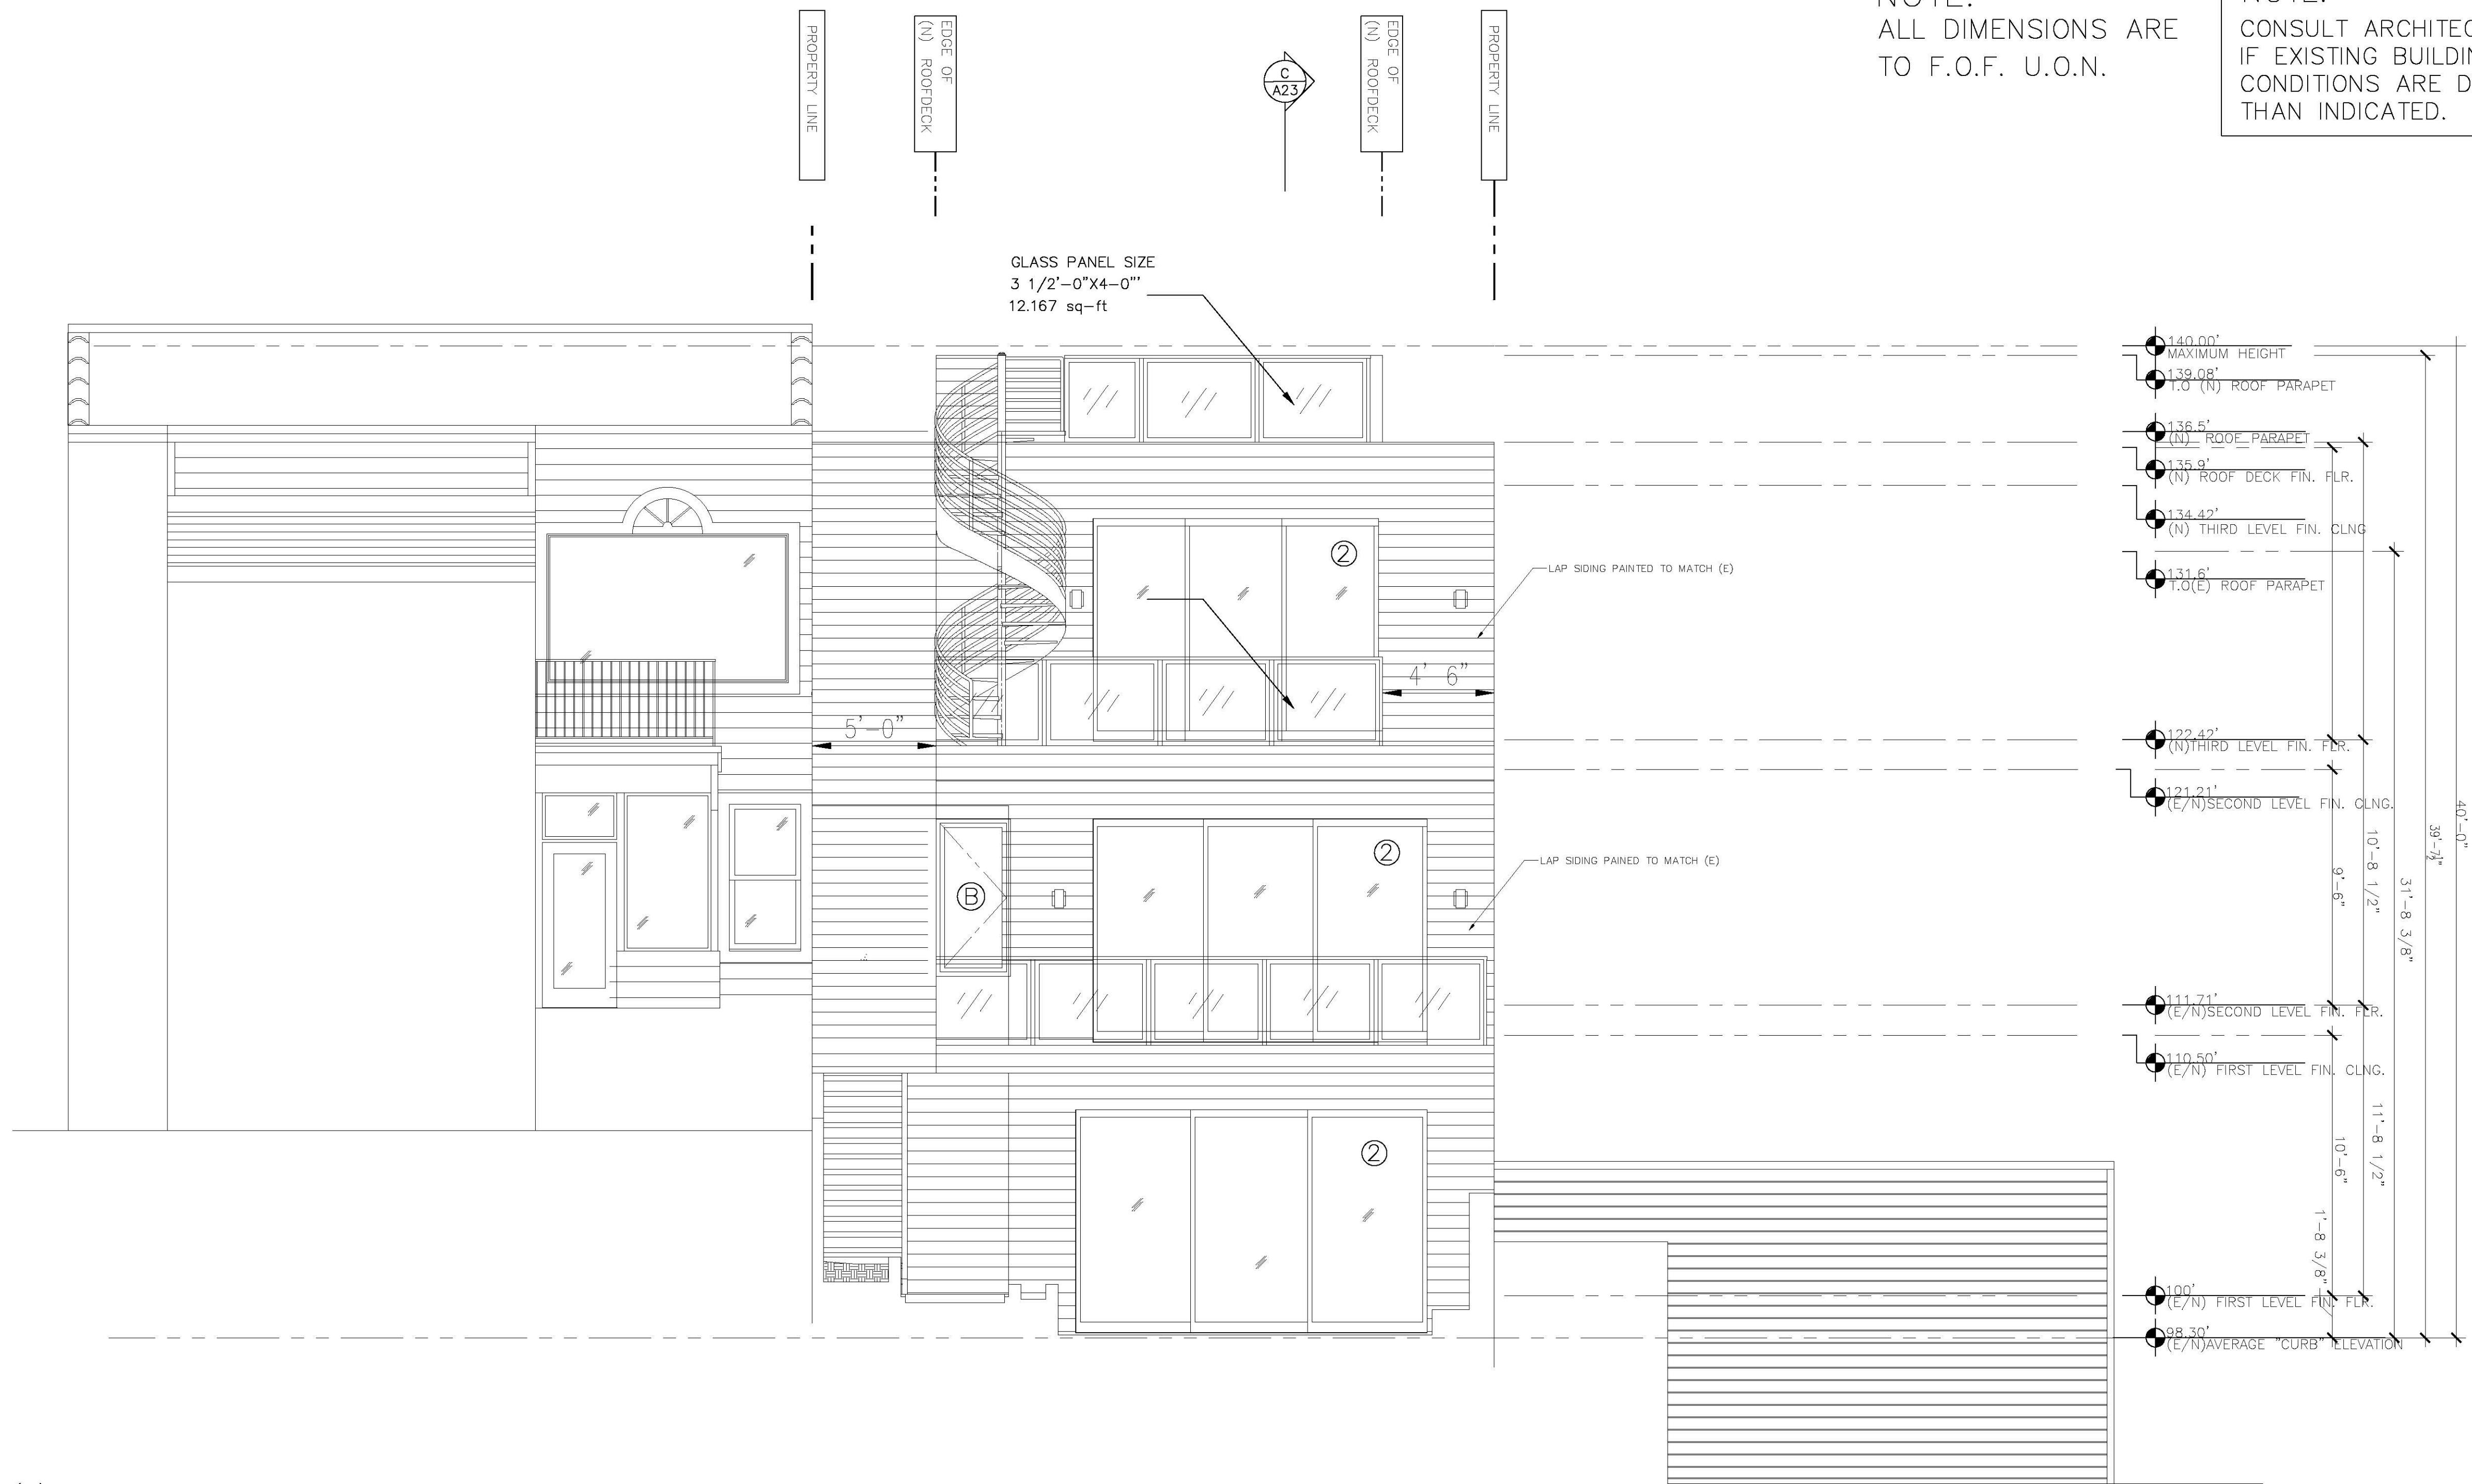 PROPERTY LINE
EDGE OF
(N) ROOFDECK
C
A23
EDGE OF
(N) ROOFDECK
PROPERTY LINE
NOTE:
ALL DIMENSIONS ARE
TO F.O.F. U.O.N.
NOTE:
CONSULT ARCHITEC
IF EXISTING BUILDIN
CONDITIONS ARE D
THAN INDICATED.
GLASS PANEL SIZE
3 1/2'-0"X4-0"'
12.167 sq-ft
140.00'
MAXIMUM HEIGHT
139.08'
T.O (N) ROOF PARAPET
136.5'
(N) ROOF PARAPET
135.9'
(N) ROOF DECK FIN. FLR.
134.42'
(N) THIRD LEVEL FIN. CLNG
131.6'
T.O(E) ROOF PARAPET
2
LAP SIDING PAINTED TO MATCH (E)
4' 6"
5'-0"
122.42'
(N)THIRD LEVEL FIN. FLR.
121.21'
(E/N)SECOND LEVEL FIN. CLNG.
2
B
LAP SIDING PAINED TO MATCH (E)
9'-6"
10'-8 1/2"
31'-8 3/8"
39'-7½"
40'-0"
111.71'
(E/N)SECOND LEVEL FIN. FLR.
110.50'
(E/N) FIRST LEVEL FIN. CLNG.
2
10'-6"
11'-8 1/2"
1'-8 3/8"
100'
(E/N) FIRST LEVEL FIN. FLR.
98.30'
(E/N)AVERAGE "CURB" ELEVATION